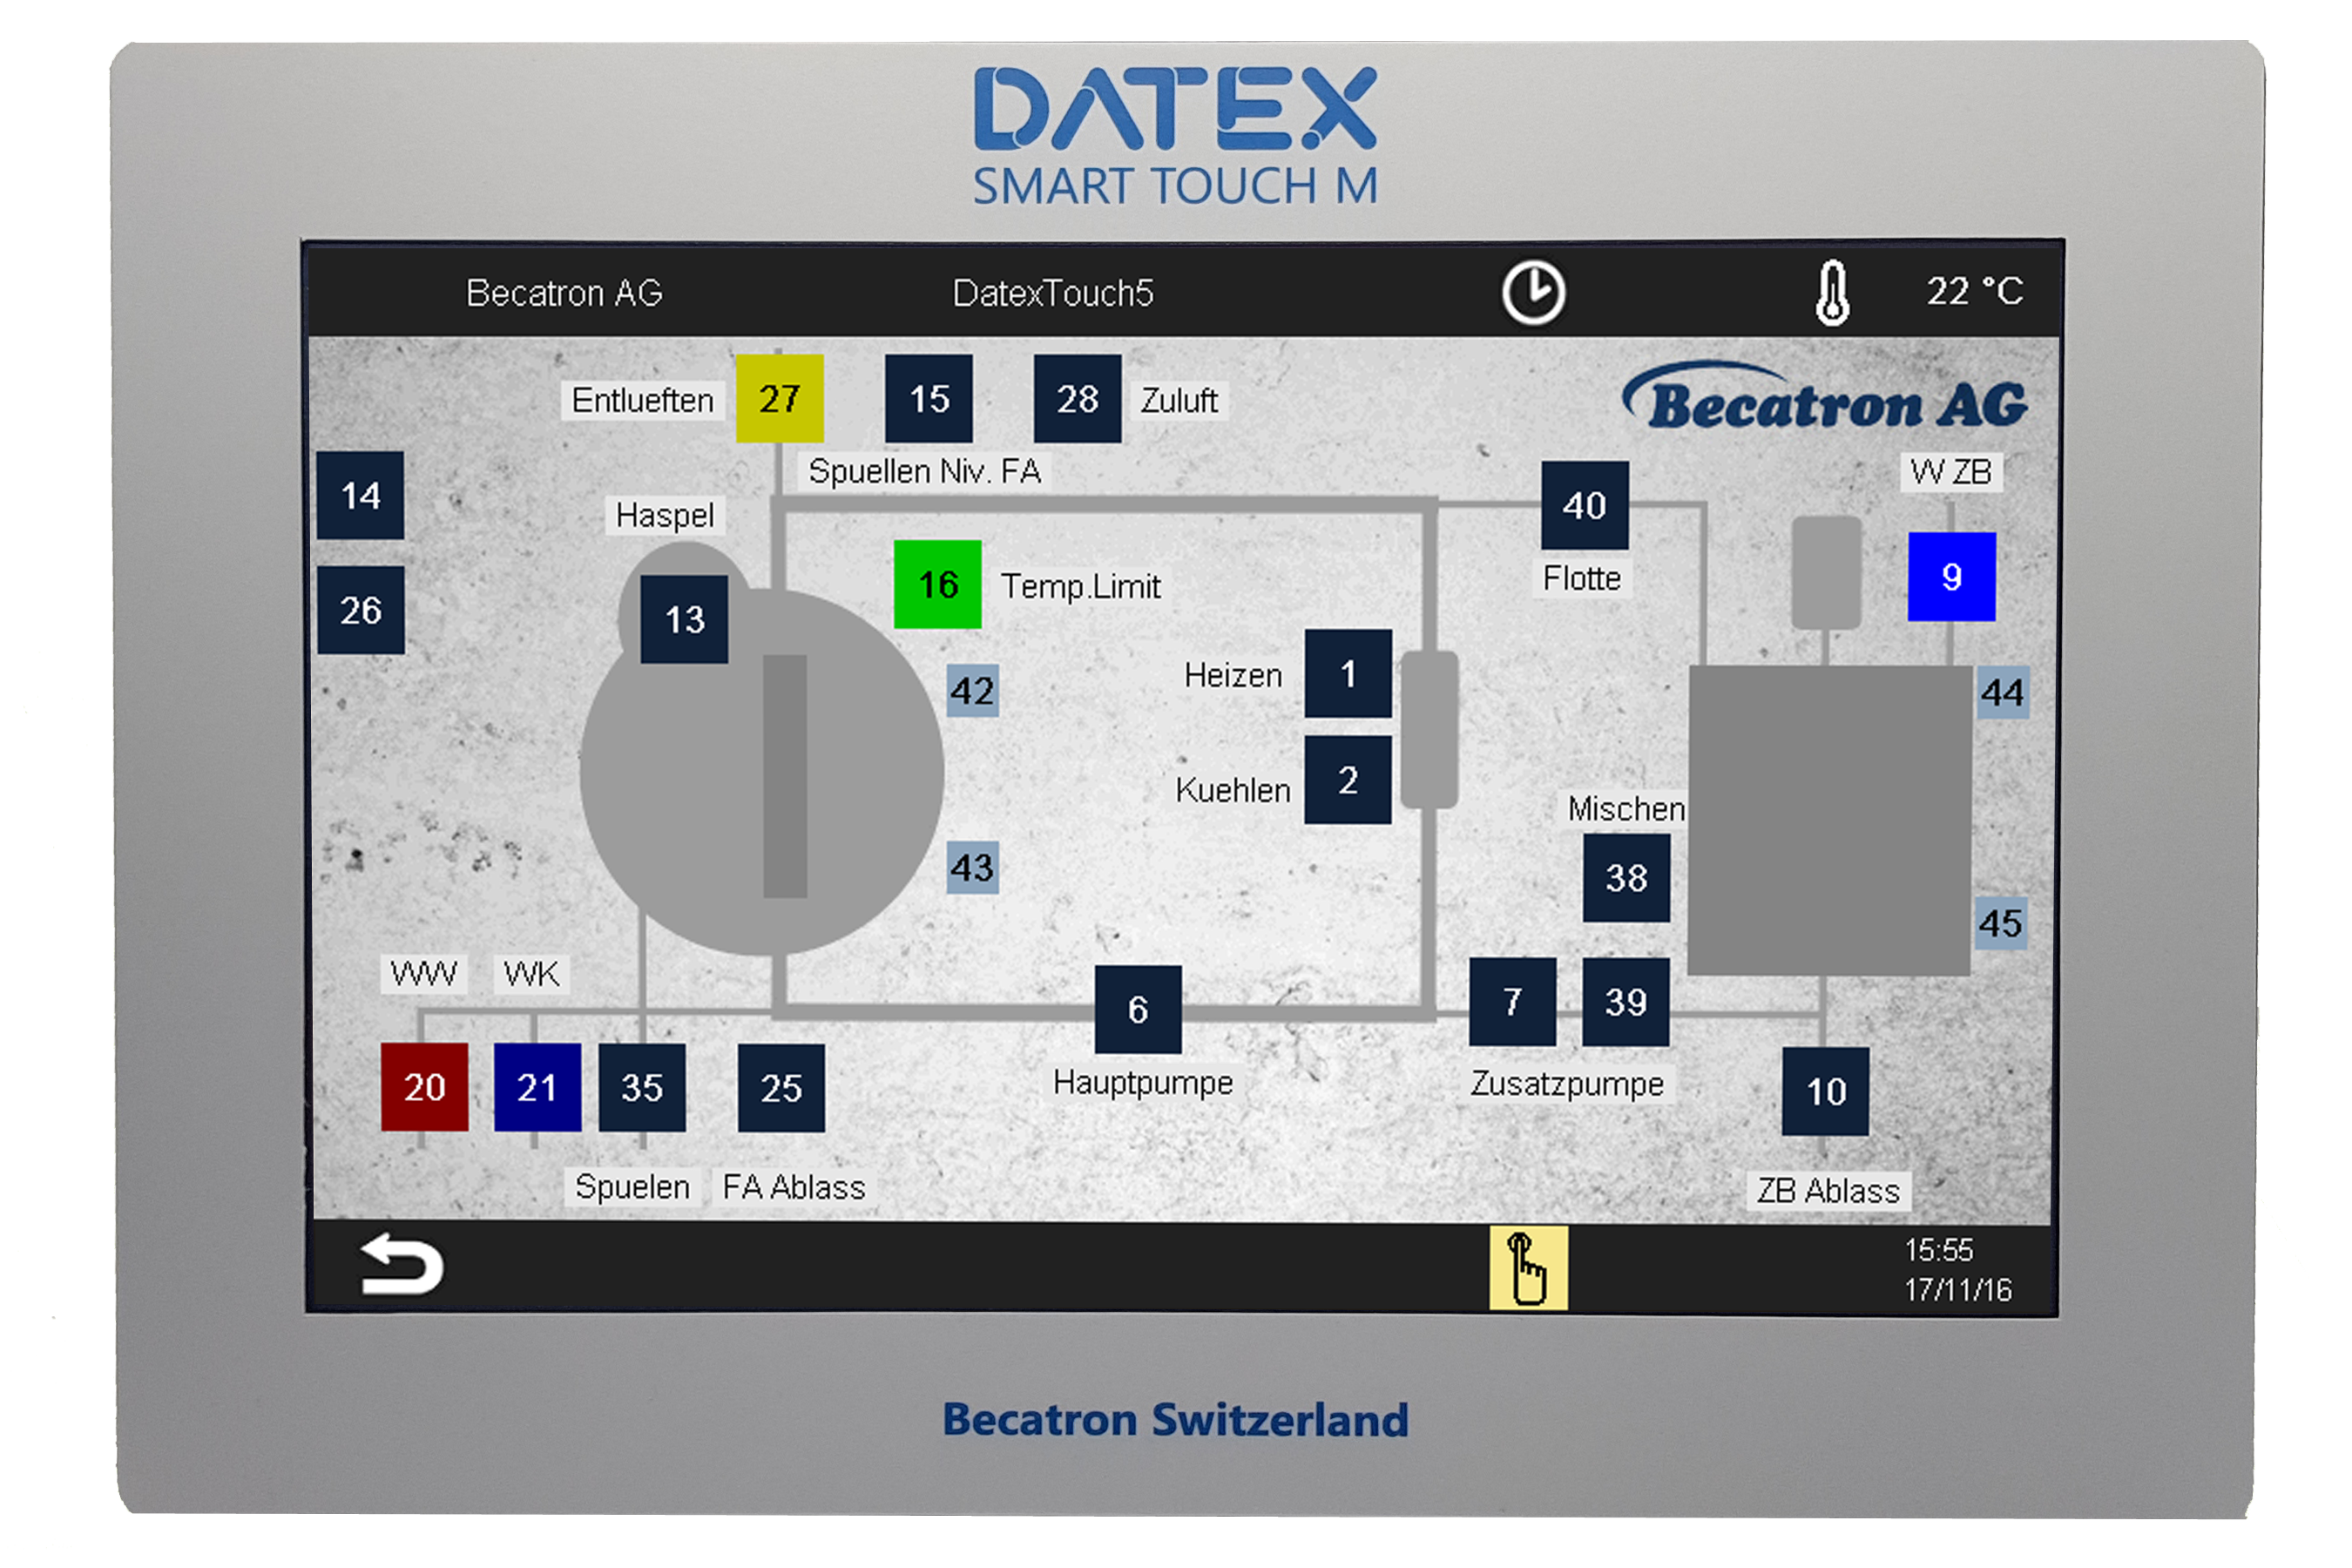 DATEX
SMART TOUCH M
Becatron AG
DatexTouch5
22 °C
Entlueften
27
15
28
Zuluft
Becatron AG
Spuellen Niv. FA
W ZB
14
Haspel
40
26
13
16
Temp.Limit
Flotte
9
42
Heizen
1
44
Kuehlen
2
Mischen
43
38
45
WW
WK
6
7
39
20
21
35
25
Hauptpumpe
Zusatzpumpe
10
Spuelen
FA Ablass
ZB Ablass
15:55
17/11/16
Becatron Switzerland